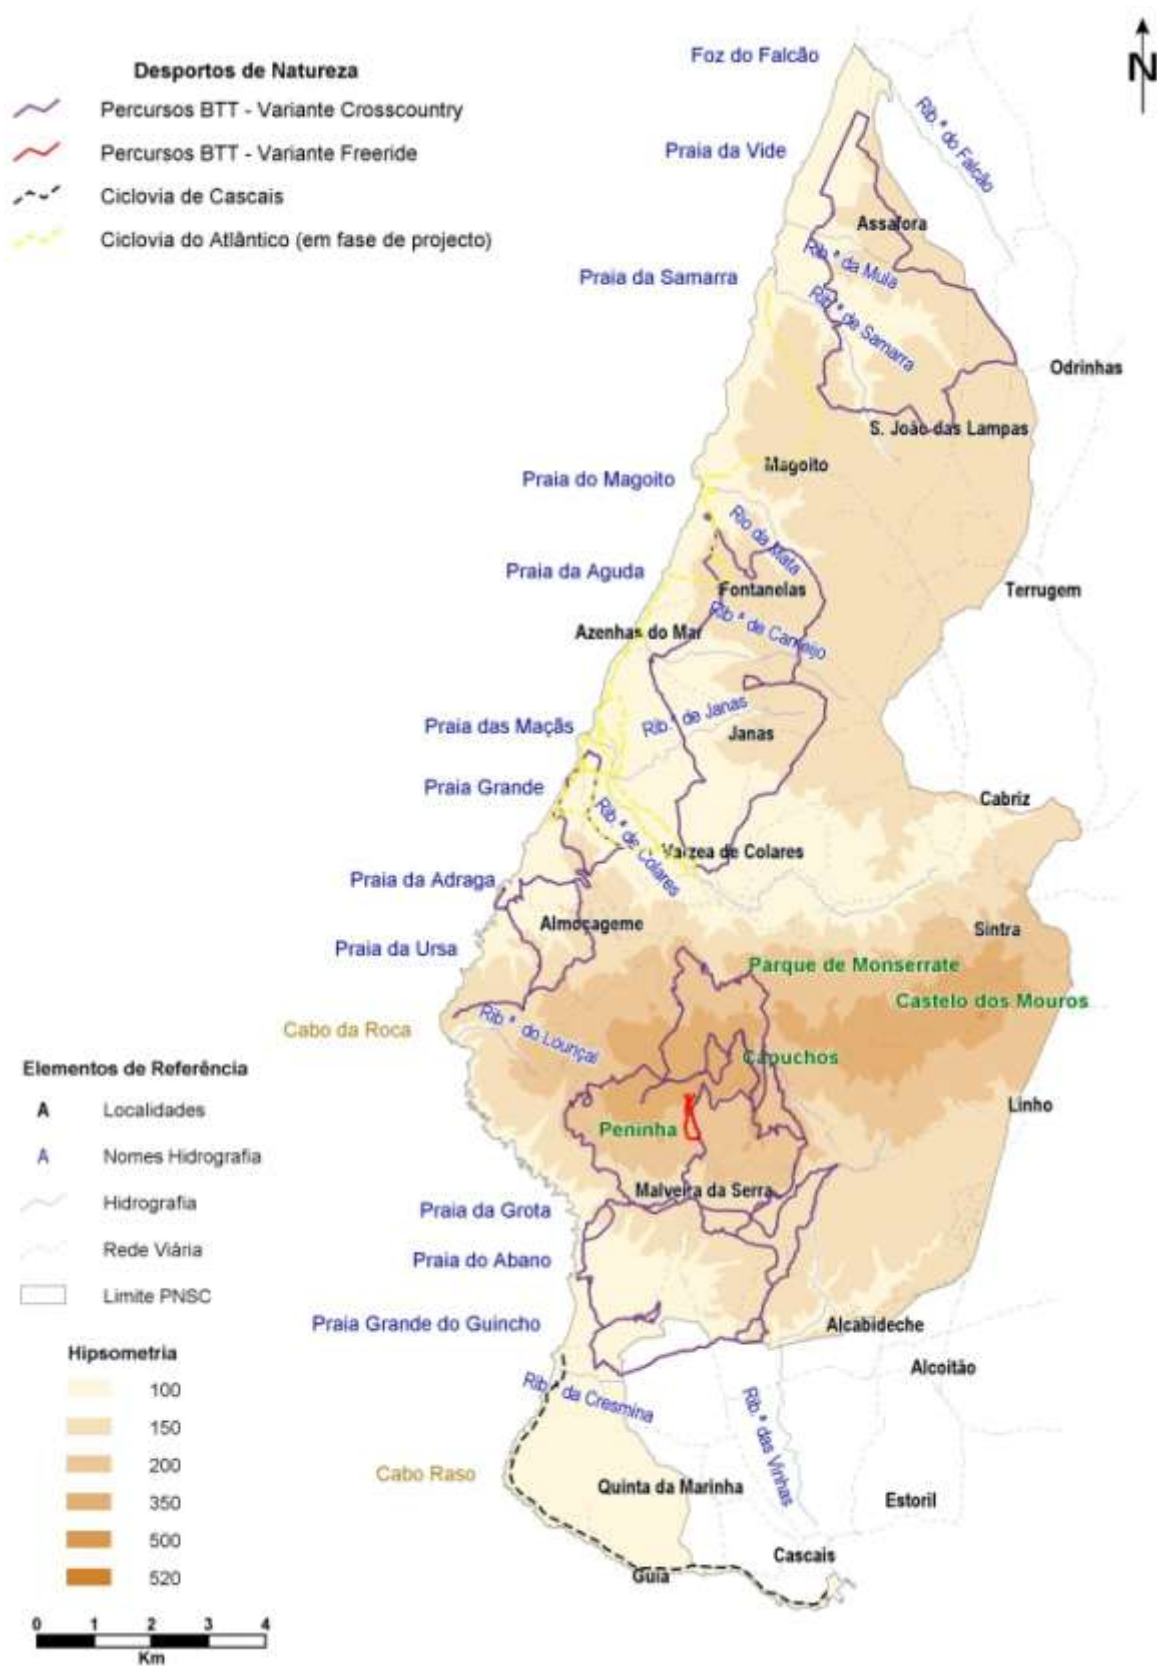 Foz do Falcão
N
Desportos de Natureza
Percursos BTT - Variante Crosscountry
Rib.ª do Falcão
Percursos BTT - Variante Freeride
Praia da Vide
Ciclovia de Cascais
Assafora
Ciclovia do Atlântico (em fase de projecto)
Rib.ª da Mula
Praia da Samarra
Rib.ª de Samarra
Odrinhas
S. João das Lampas
Magoito
Praia do Magoito
Rio da Mata
Praia da Aguda
Fontanelas
Terrugem
Rib.ª de Cameijo
Azenhas do Mar
Rib.ª de Janas
Praia das Maçãs
Janas
Praia Grande
Cabriz
Rib.ª de Colares
Varzea de Colares
Praia da Adraga
Almoçageme
Sintra
Praia da Ursa
Parque de Monserrate
Castelo dos Mouros
Cabo da Roca
Rib.ª do Louriçal
Capuchos
Elementos de Referência
Linho
A Localidades
Peninha
A Nomes Hidrografia
Malveira da Serra
Hidrografia
Praia da Grota
Rede Viária
Praia do Abano
Limite PNSC
Praia Grande do Guincho
Alcabideche
Hipsometria
Alcoitão
100
Rib.ª da Cresmina
Rib.ª das Vinhas
150
200
Cabo Raso
Quinta da Marinha
350
Estoril
500
Cascais
520
Guia
0 1 2 3 4
Km